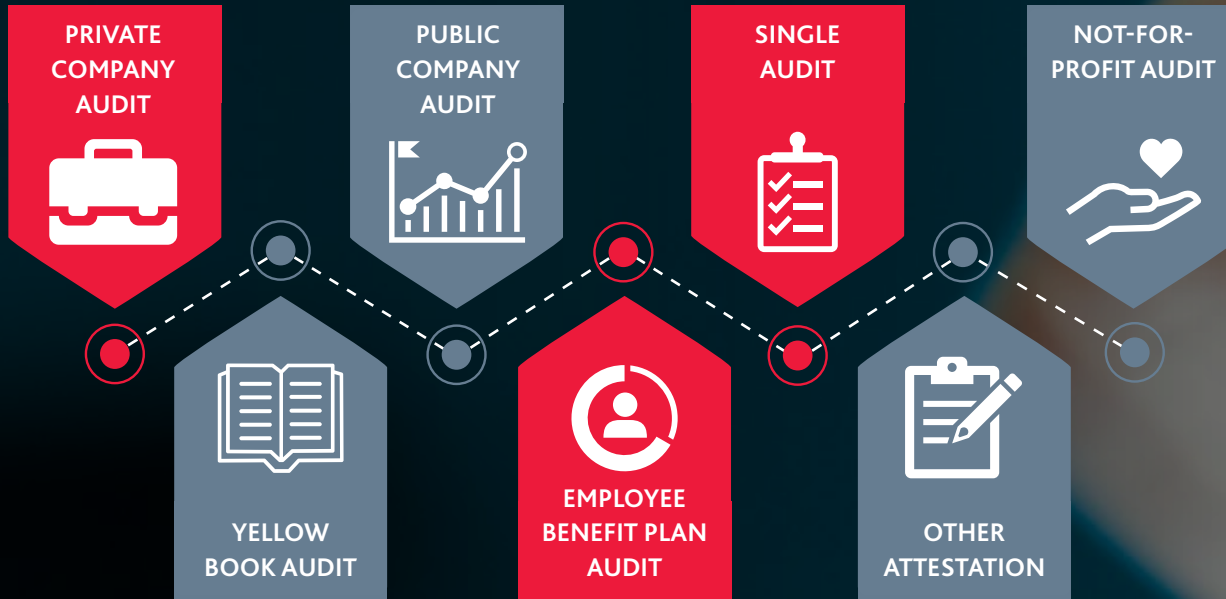 PRIVATE
COMPANY
AUDIT
PUBLIC
COMPANY
AUDIT
SINGLE
AUDIT
NOT-FOR-
PROFIT AUDIT
YELLOW
BOOK AUDIT
EMPLOYEE
BENEFIT PLAN
AUDIT
OTHER
ATTESTATION